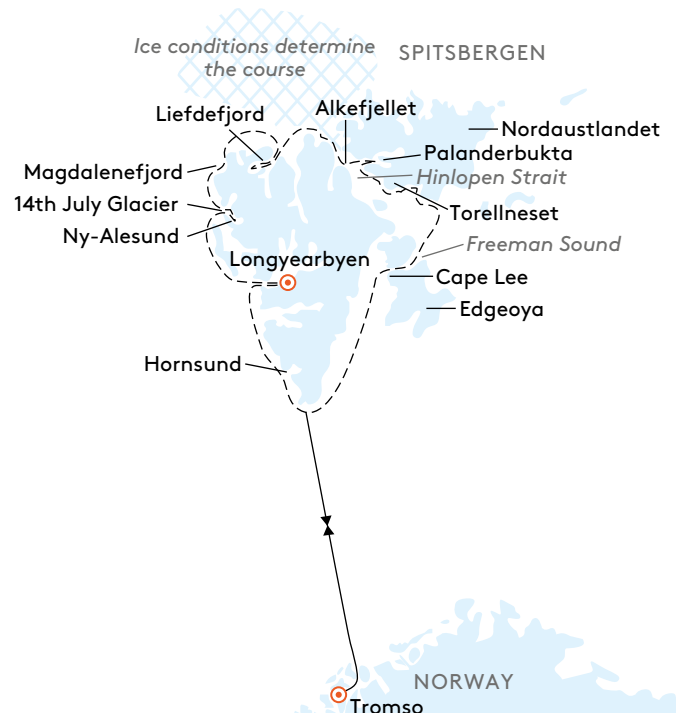 Ice conditions determine
the course
SPITSBERGEN
Liefdefjord
Alkefjellet
Nordaustlandet
Palanderbukta
Magdalenefjord
Hinlopen Strait
14th July Glacier
Torellneset
Ny-Alesund
Freeman Sound
Longyearbyen
Cape Lee
Edgeoya
Hornsund
NORWAY
Tromso